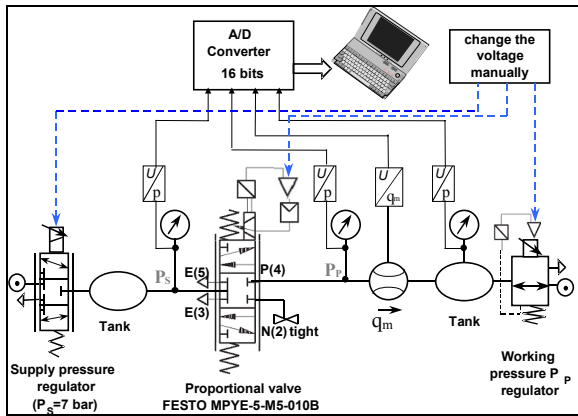 A/D
Converter
16 bits
change the
voltage
manually
U
p
U
p
U
qm
U
p
PS
E(5)
P(4)
PP
E(3)
N(2) tight
qm
Tank
Tank
Supply pressure
regulator
(PS=7 bar)
Proportional valve
FESTO MPYE-5-M5-010B
Working
pressure PP
regulator